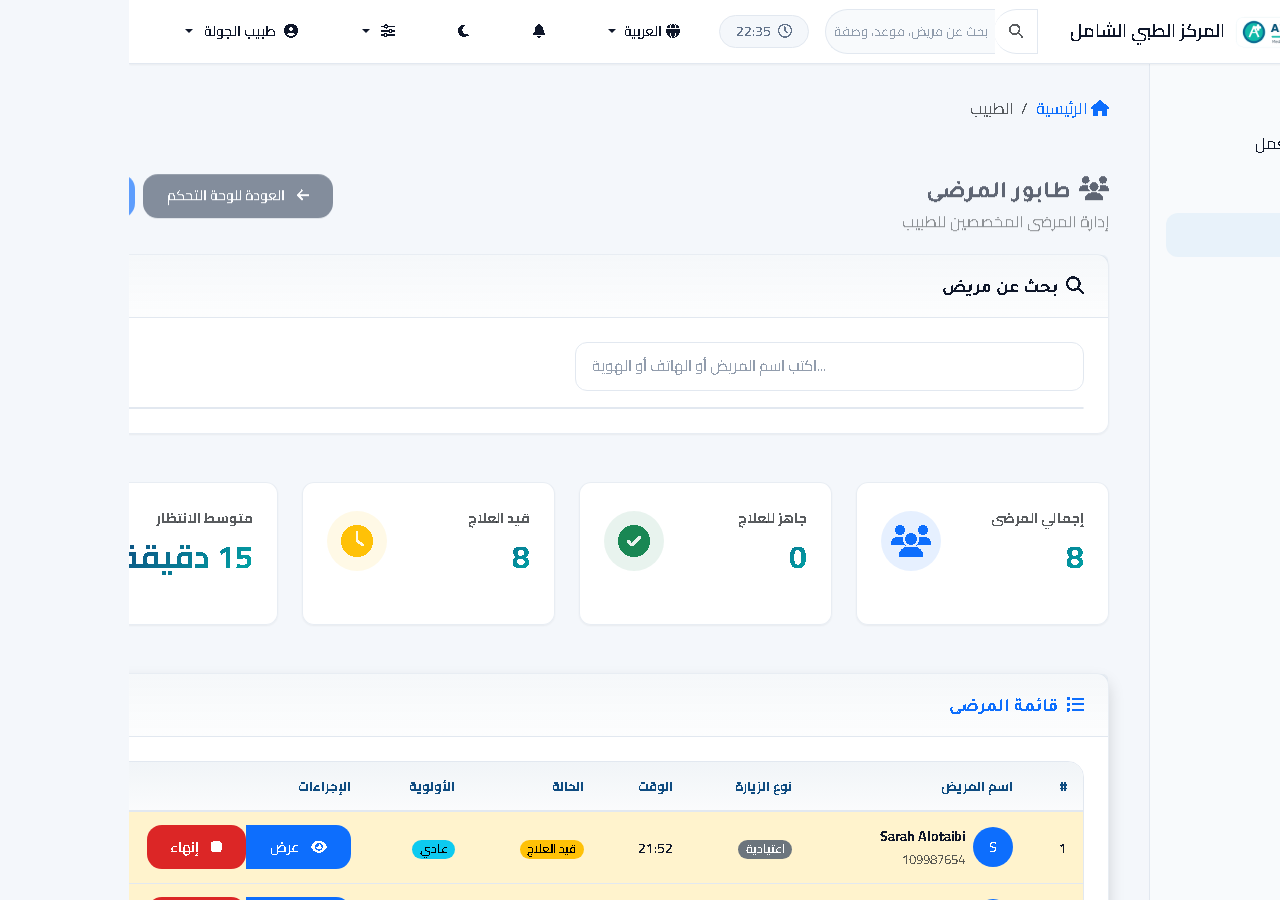 المركز الطبي الشامل
بحث عن مريض، موعد، وصفة
22:35
العربية
طبيب الجولة
الرئيسية / الطبيب
طابور المرضى
إدارة المرضى المخصصين للطبيب
العودة للوحة التحكم
بحث عن مريض
اكتب اسم المريض أو الهاتف أو الهوية...
إجمالي المرضى
8
جاهز للعلاج
0
قيد العلاج
8
متوسط الانتظار
15 دقيقة
قائمة المرضى
# اسم المريض نوع الزيارة الوقت الحالة الأولوية الإجراءات
1 S Sarah Alotaibi اعتيادية 21:52 قيد العلاج عادي عرض إنهاء
109987654